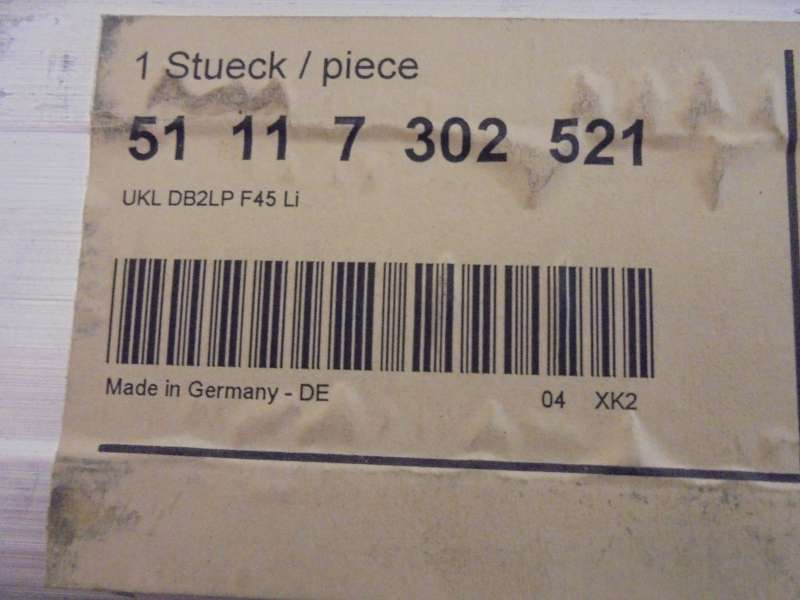 1 Stueck / piece
51 11 7 302 521
UKL DB2LP F45 Li
Made in Germany - DE 04 XK2